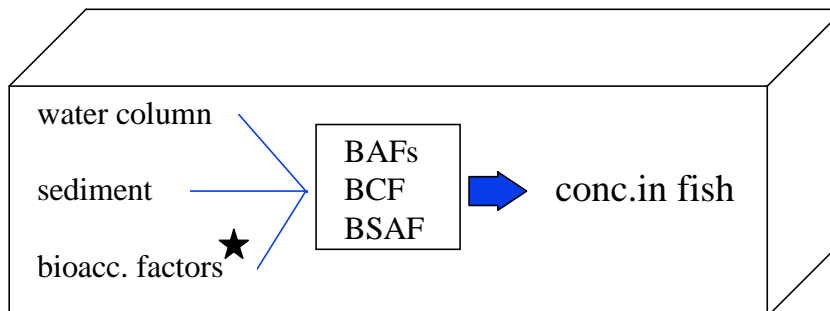 water column
sediment
bioacc. factors
BAFs
BCF
BSAF
conc.in fish